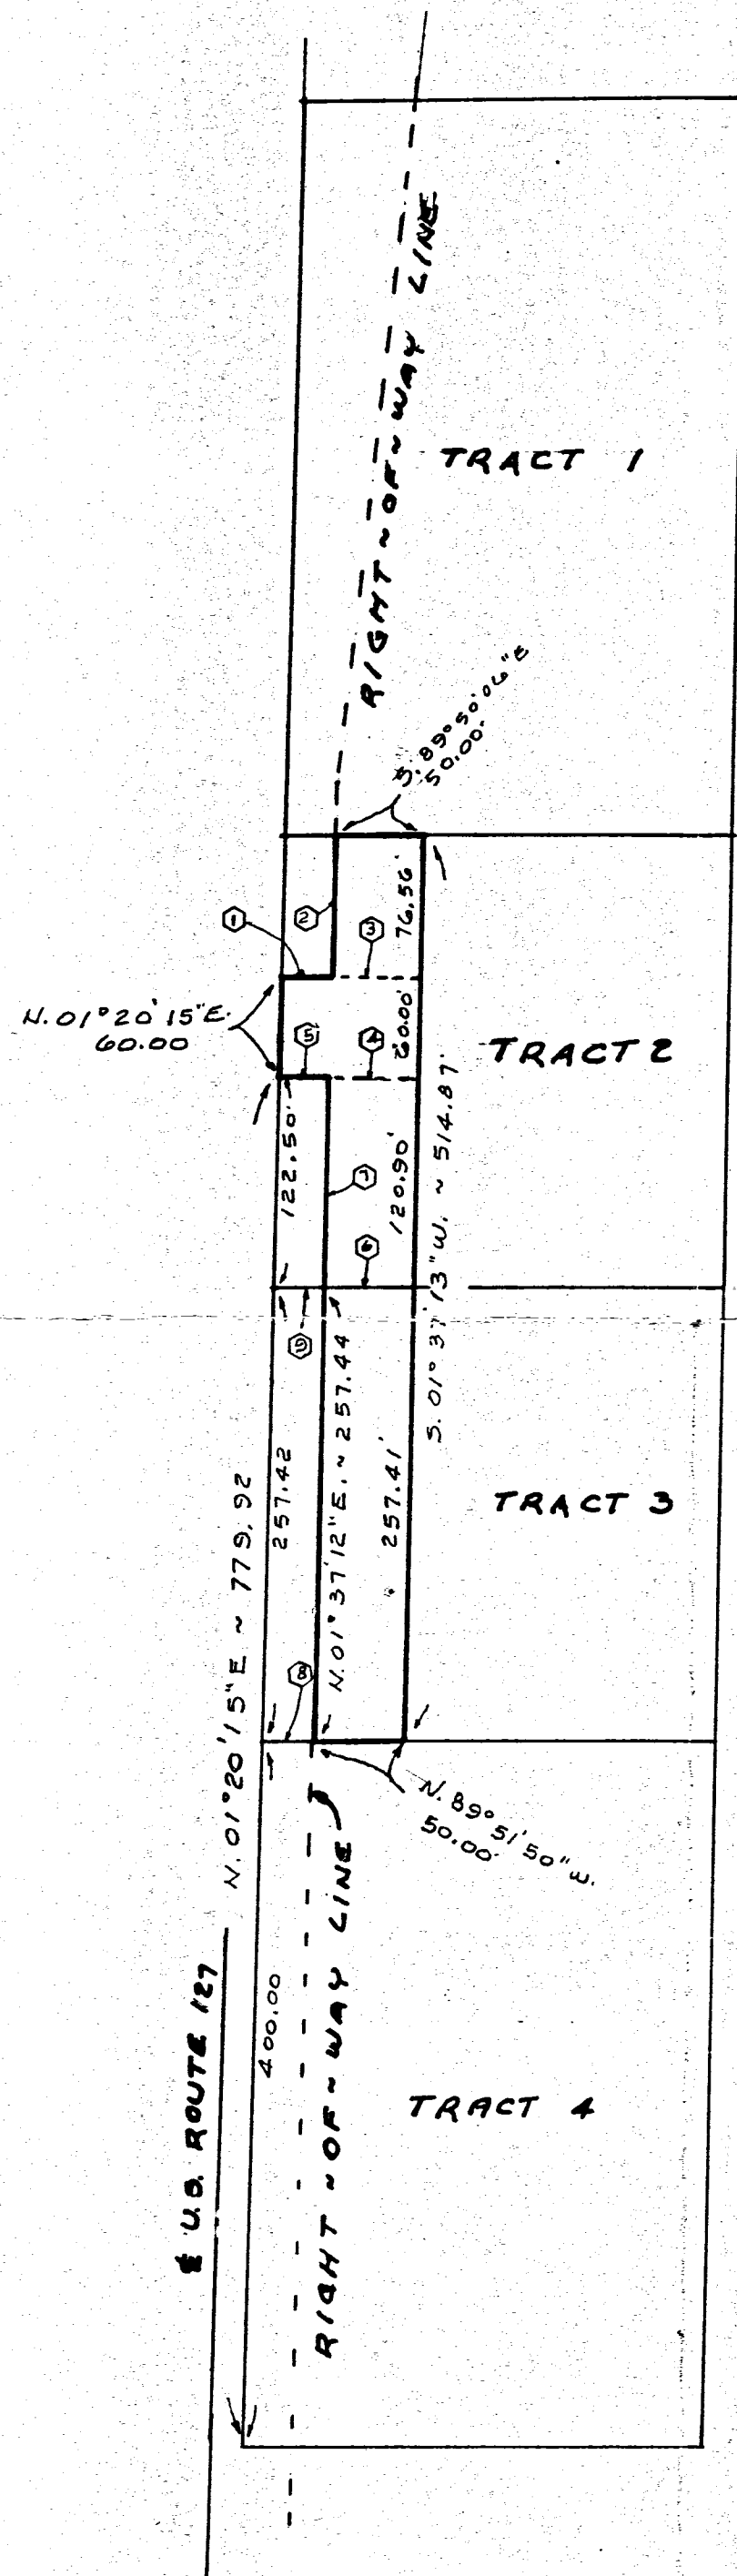 RIGHT ~ OF ~ WAY LINE
TRACT 1
S. 89° 50' 06" E
50.00'
1
2
3
76.56'
N. 01° 20' 15" E.
60.00
5
4
60.00'
TRACT 2
122.50'
7
120.90'
6
S. 01° 37' 13" W. ~ 514.87'
9
N. 01° 20' 15" E ~ 779.92
257.42
N. 01° 37' 12" E. ~ 257.44
257.41'
TRACT 3
8
N. 89° 51' 50" W.
50.00'
℄ U.S. ROUTE 127
400.00
RIGHT ~ OF ~ WAY LINE
TRACT 4